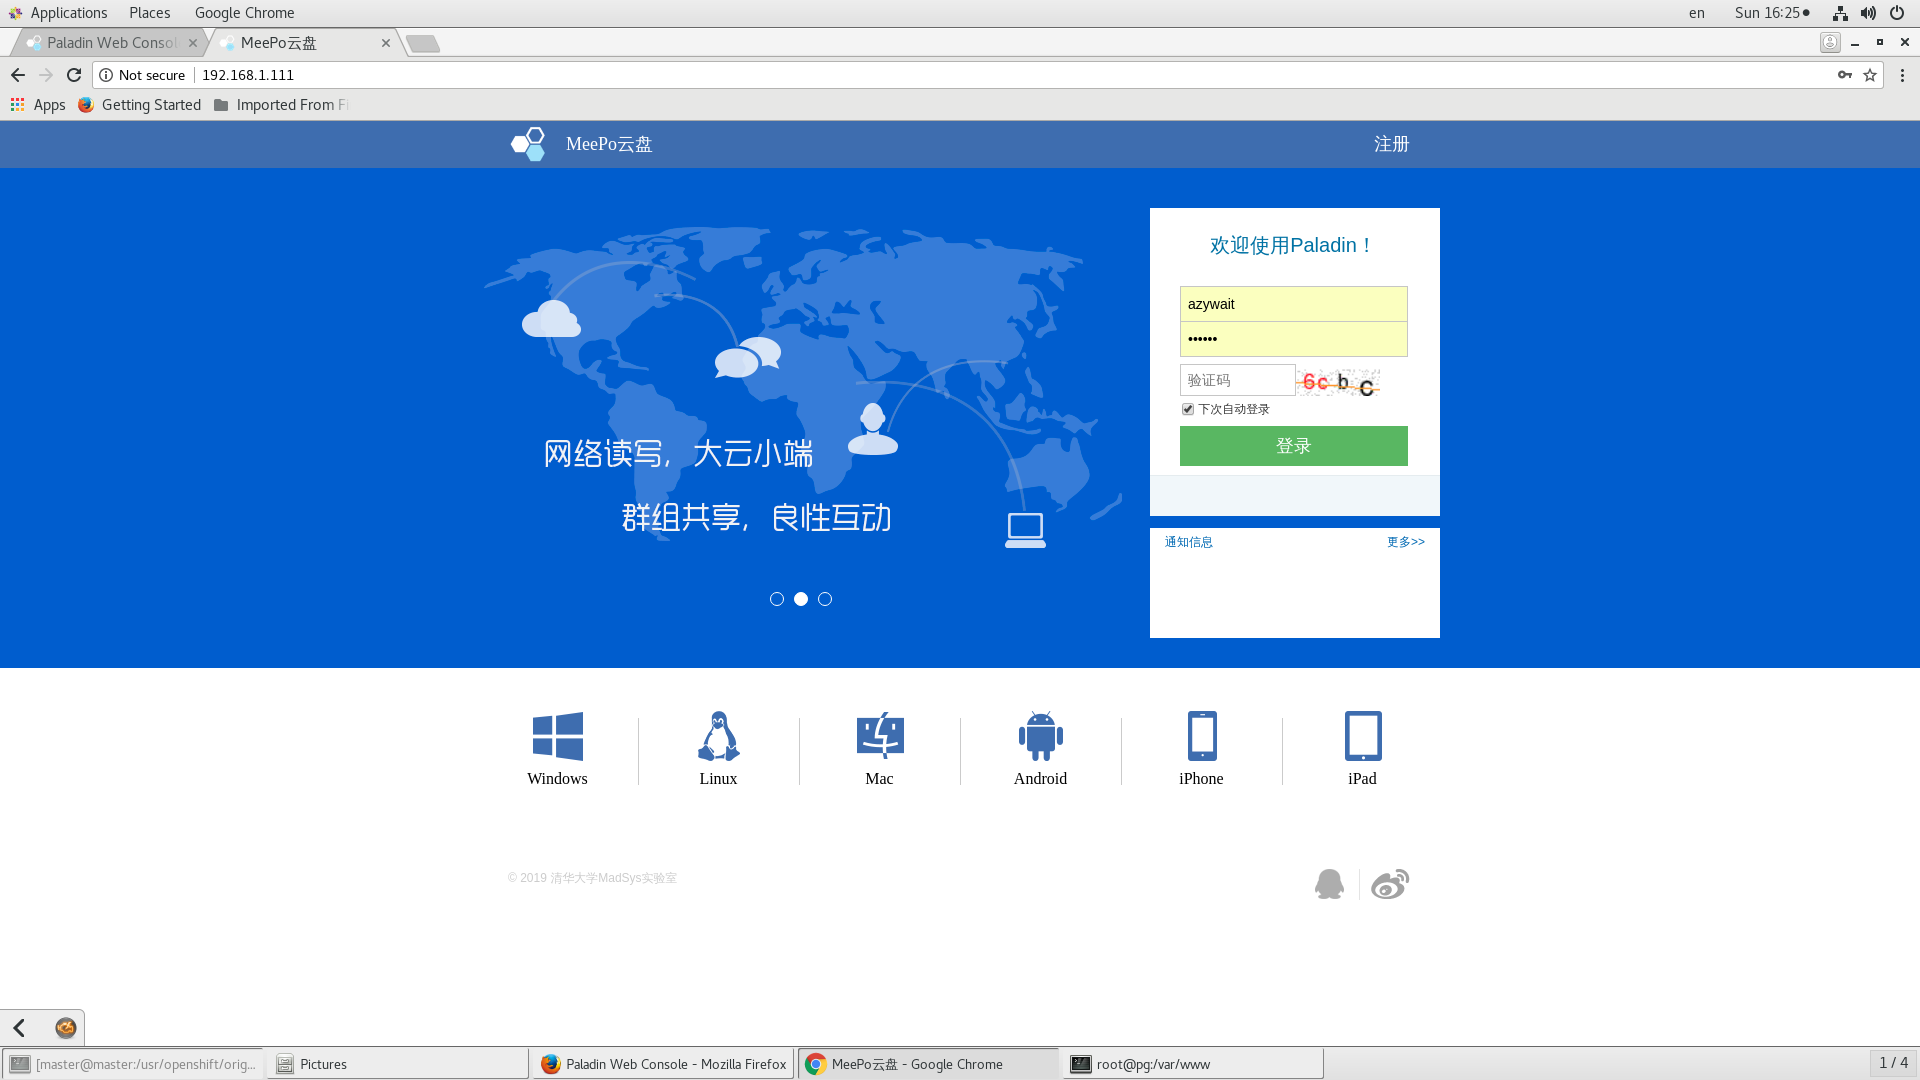 Applications Places Google Chrome en Sun 16:25
Paladin Web Consol MeePo云盘
Not secure 192.168.1.111
Apps Getting Started Imported From Fi
MeePo云盘 注册
欢迎使用Paladin！
azywait
••••••
验证码 6c b c
下次自动登录
登录
网络读写，大云小端
群组共享，良性互动
通知信息 更多>>
Windows Linux Mac Android iPhone iPad
© 2019 清华大学MadSys实验室
[master@master:/usr/openshift/orig... Pictures Paladin Web Console - Mozilla Firefox MeePo云盘 - Google Chrome root@pg:/var/www 1 / 4